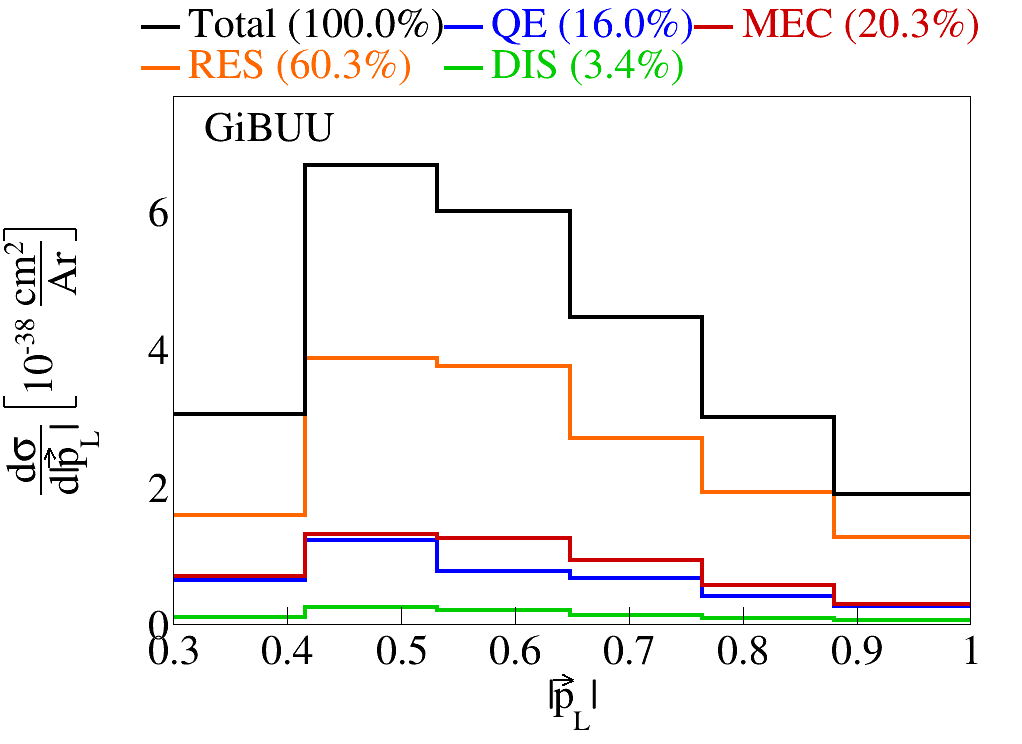 Total (100.0%) QE (16.0%) MEC (20.3%)
RES (60.3%) DIS (3.4%)
GiBUU
6
4
2
0
dσ/d|p⃗_L| [10⁻³⁸ cm²/Ar]
0.3 0.4 0.5 0.6 0.7 0.8 0.9 1
|p⃗_L|